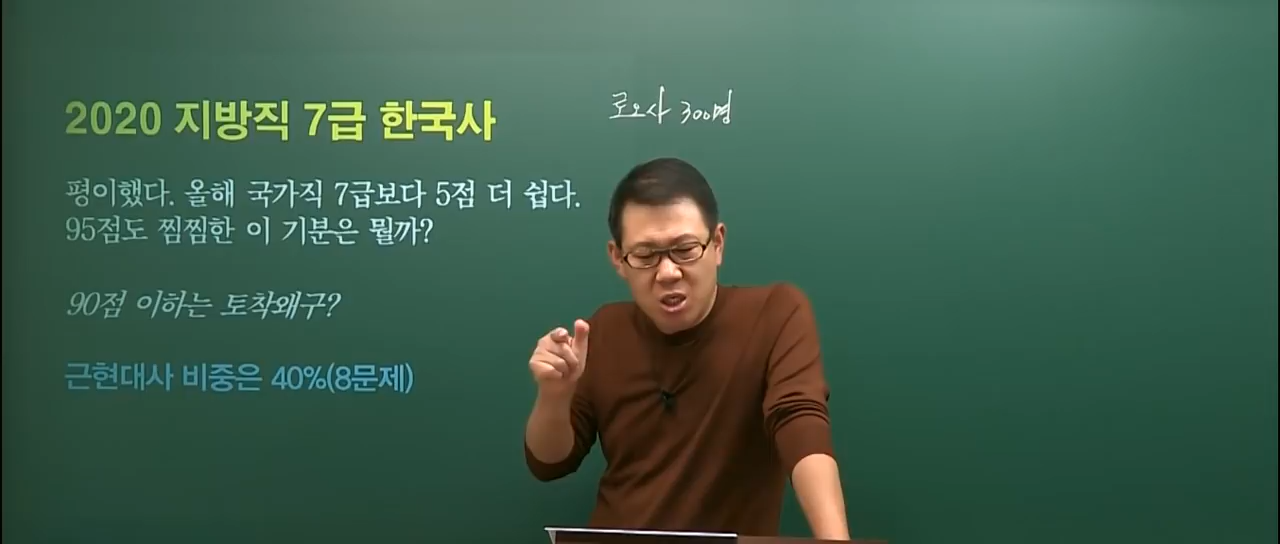 2020 지방직 7급 한국사
로오사 300명
평이했다. 올해 국가직 7급보다 5점 더 쉽다.
95점도 찜찜한 이 기분은 뭘까?
90점 이하는 토착왜구?
근현대사 비중은 40%(8문제)